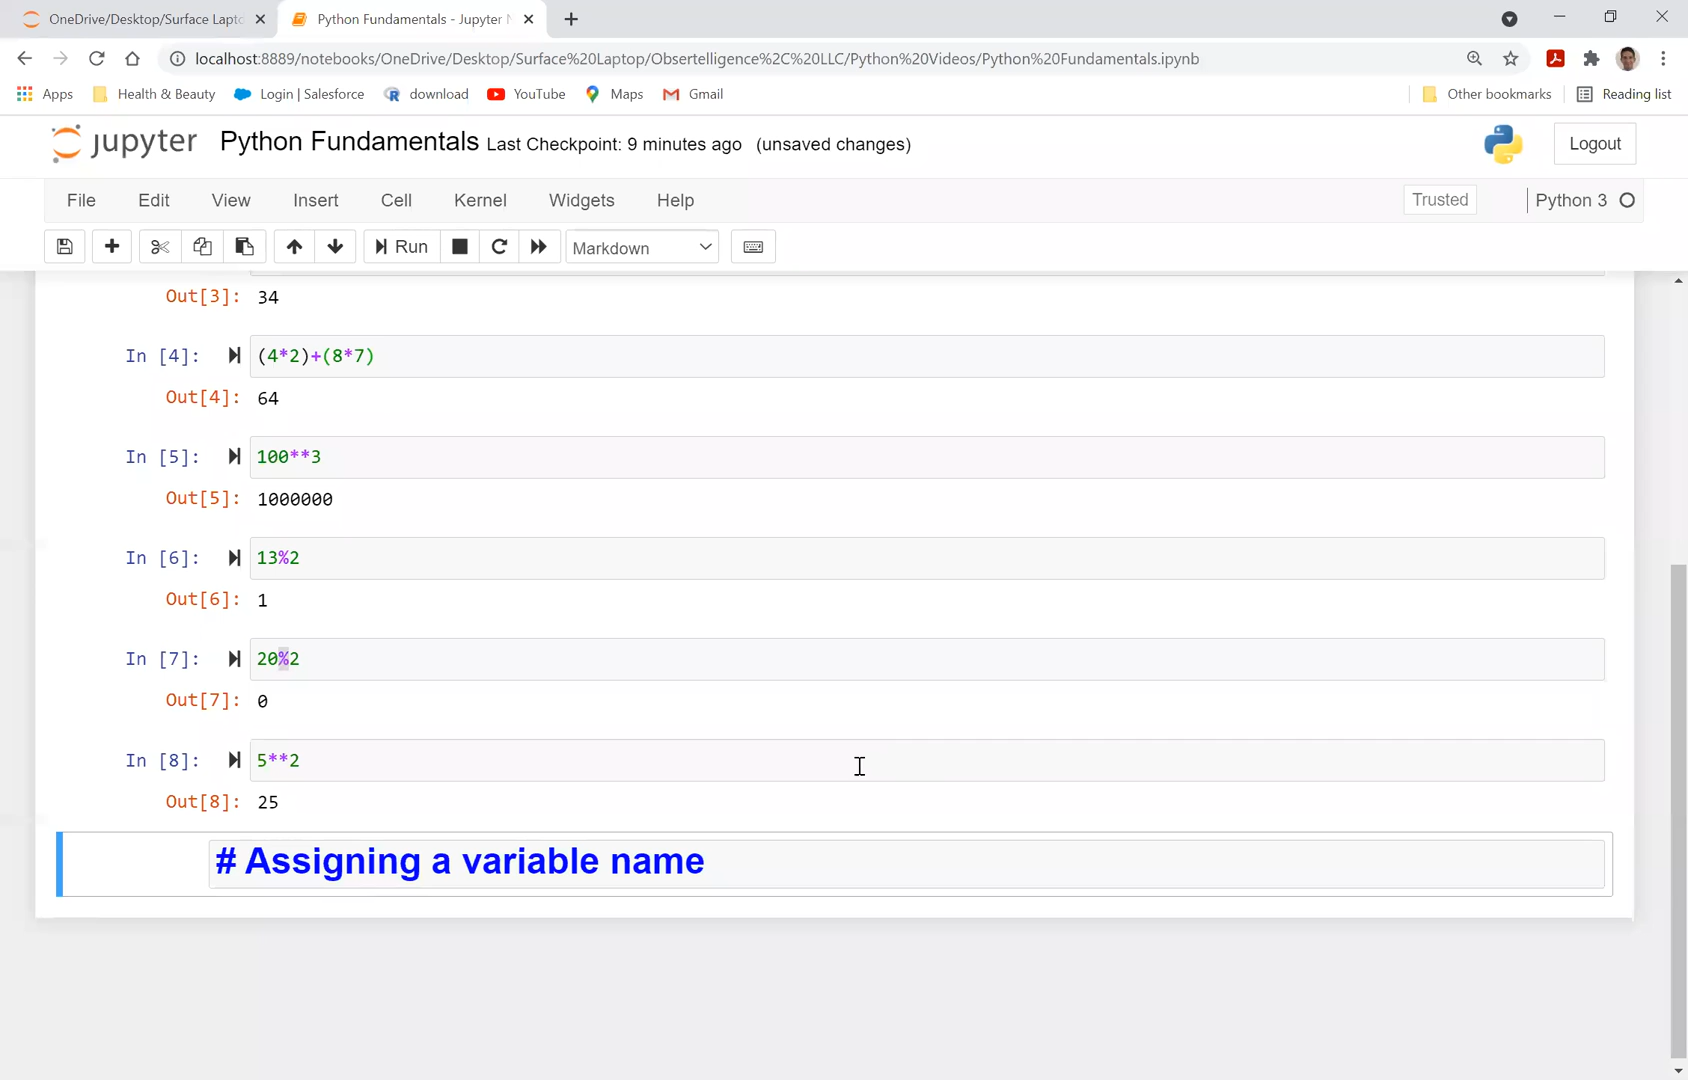 OneDrive/Desktop/Surface Lapto
Python Fundamentals - Jupyter N
localhost:8889/notebooks/OneDrive/Desktop/Surface%20Laptop/Obsertelligence%2C%20LLC/Python%20Videos/Python%20Fundamentals.ipynb
Apps Health & Beauty Login | Salesforce download YouTube Maps Gmail Other bookmarks Reading list
jupyter Python Fundamentals Last Checkpoint: 9 minutes ago (unsaved changes) Logout
File Edit View Insert Cell Kernel Widgets Help Trusted Python 3
Run Markdown
Out[3]: 34
In [4]: (4*2)+(8*7)
Out[4]: 64
In [5]: 100**3
Out[5]: 1000000
In [6]: 13%2
Out[6]: 1
In [7]: 20%2
Out[7]: 0
In [8]: 5**2
Out[8]: 25
# Assigning a variable name